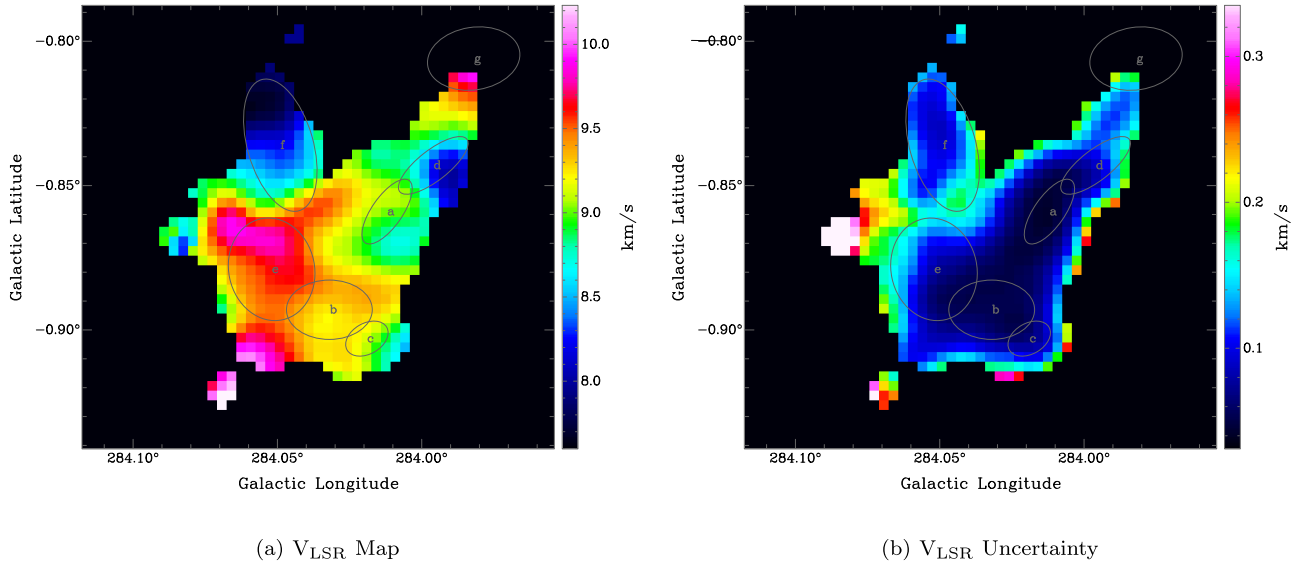 −0.80°
−0.85°
−0.90°
Galactic Latitude
284.10°
284.05°
284.00°
Galactic Longitude
g
f
d
a
e
b
c
10.0
9.5
9.0
8.5
8.0
km/s
(a) V_LSR Map
−0.80°
−0.85°
−0.90°
Galactic Latitude
284.10°
284.05°
284.00°
Galactic Longitude
g
f
d
a
e
b
c
0.3
0.2
0.1
km/s
(b) V_LSR Uncertainty